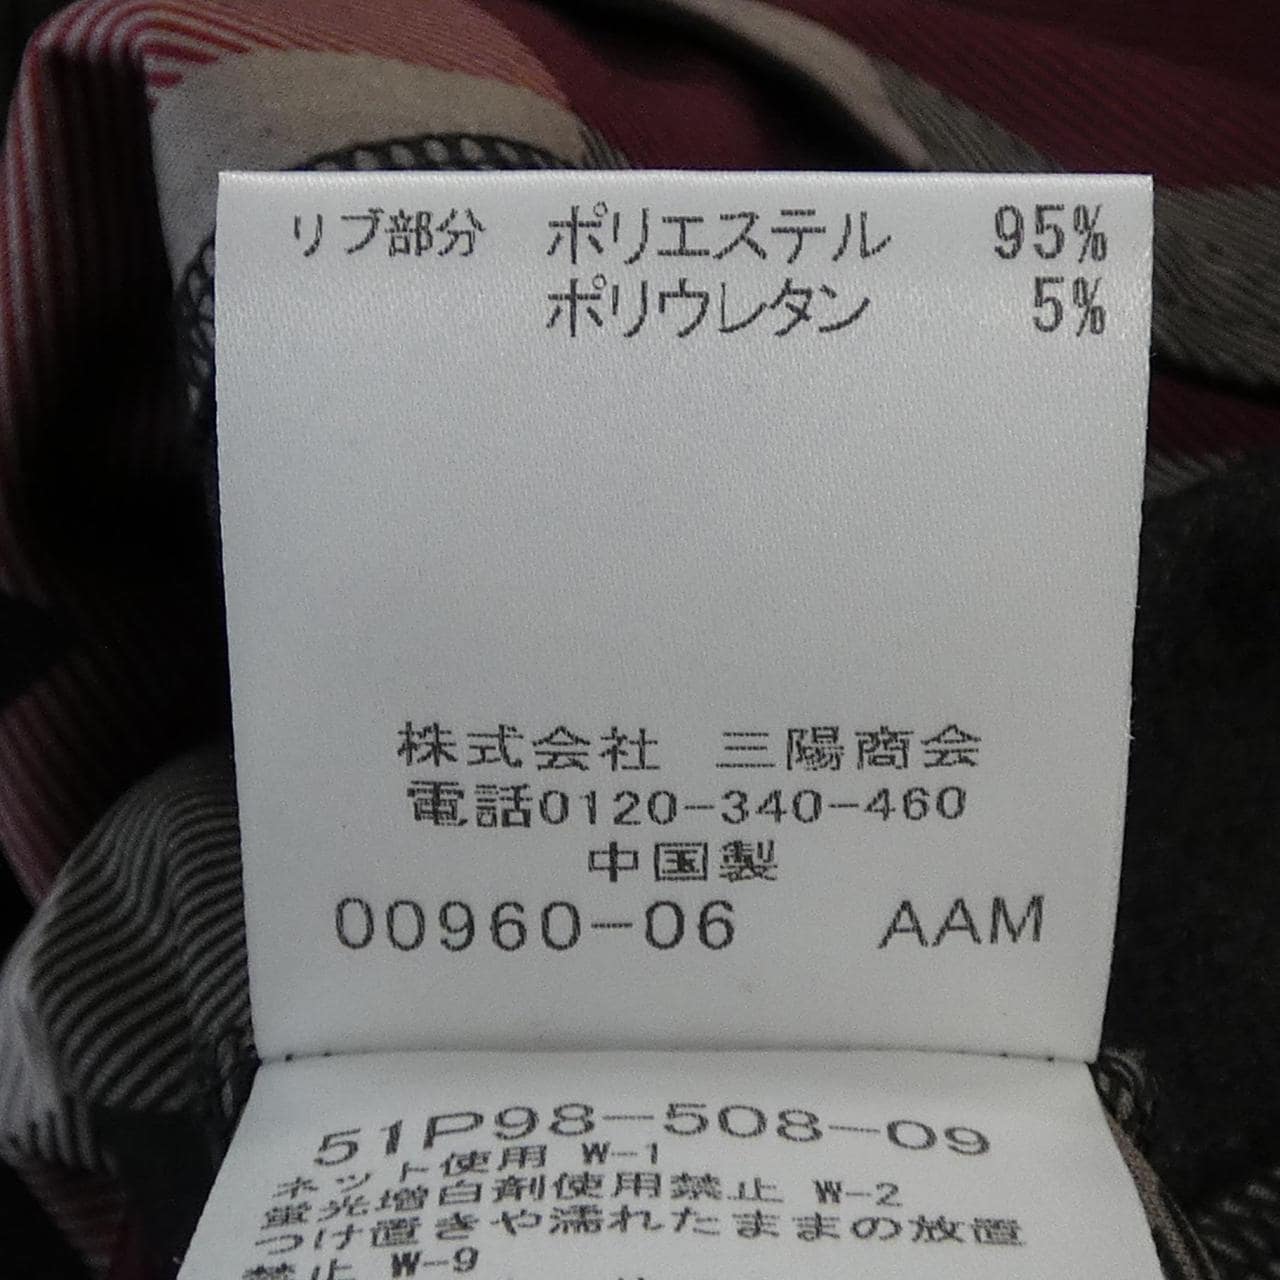 リブ部分 ポリエステル 95%
ポリウレタン 5%
株式会社 三陽商会
電話0120-340-460
中国製
00960-06 AAM
51P98-508-09
ネット使用 W-1
蛍光増白剤使用禁止 W-2
つけ置きや濡れたままの放置
禁止 W-9